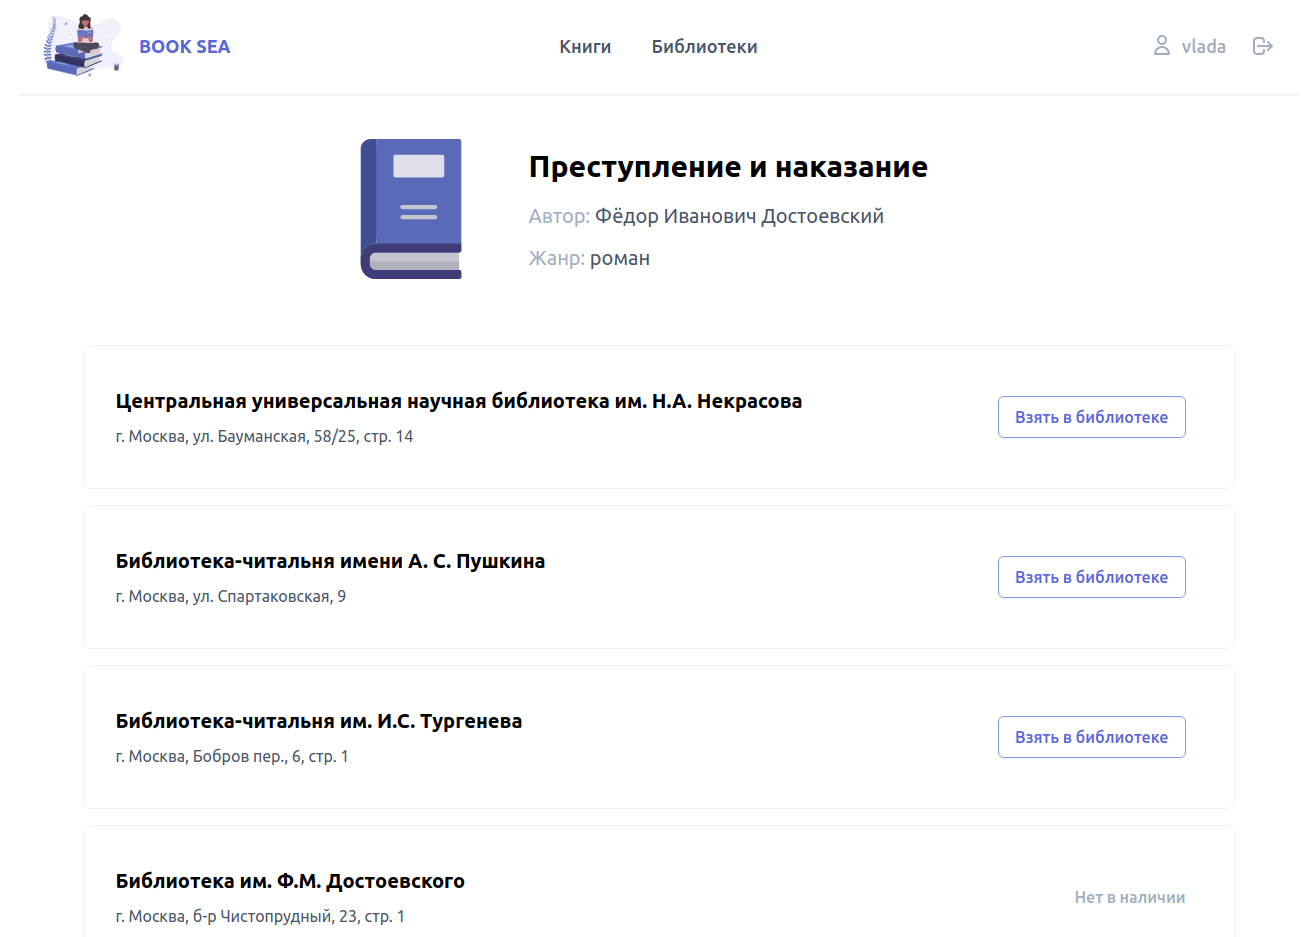 BOOK SEA
Книги
Библиотеки
vlada
Преступление и наказание
Автор: Фёдор Иванович Достоевский
Жанр: роман
Центральная универсальная научная библиотека им. Н.А. Некрасова
г. Москва, ул. Бауманская, 58/25, стр. 14
Взять в библиотеке
Библиотека-читальня имени А. С. Пушкина
г. Москва, ул. Спартаковская, 9
Взять в библиотеке
Библиотека-читальня им. И.С. Тургенева
г. Москва, Бобров пер., 6, стр. 1
Взять в библиотеке
Библиотека им. Ф.М. Достоевского
г. Москва, б-р Чистопрудный, 23, стр. 1
Нет в наличии